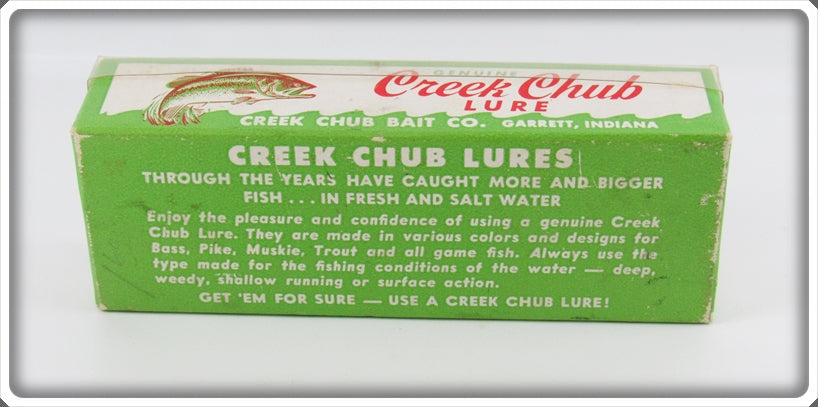 GENUINE
Creek Chub
LURE
CREEK CHUB BAIT CO. GARRETT, INDIANA
CREEK CHUB LURES
THROUGH THE YEARS HAVE CAUGHT MORE AND BIGGER
FISH . . . IN FRESH AND SALT WATER
Enjoy the pleasure and confidence of using a genuine Creek
Chub Lure. They are made in various colors and designs for
Bass, Pike, Muskie, Trout and all game fish. Always use the
type made for the fishing conditions of the water — deep,
weedy, shallow running or surface action.
GET 'EM FOR SURE — USE A CREEK CHUB LURE!